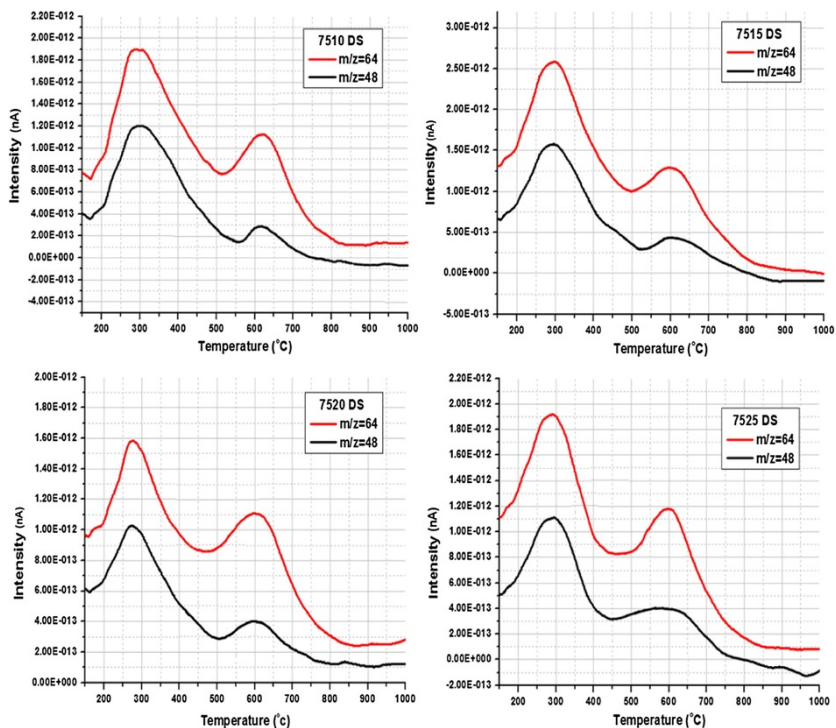 7510 DS
m/z=64
m/z=48
2.20E-012
2.00E-012
1.80E-012
1.60E-012
1.40E-012
1.20E-012
1.00E-012
8.00E-013
6.00E-013
4.00E-013
2.00E-013
0.00E+000
-2.00E-013
-4.00E-013
Intensity (nA)
200 300 400 500 600 700 800 900 1000
Temperature (°C)
7515 DS
m/z=64
m/z=48
3.00E-012
2.50E-012
2.00E-012
1.50E-012
1.00E-012
5.00E-013
0.00E+000
-5.00E-013
Intensity (nA)
200 300 400 500 600 700 800 900 1000
Temperature (°C)
7520 DS
m/z=64
m/z=48
2.00E-012
1.80E-012
1.60E-012
1.40E-012
1.20E-012
1.00E-012
8.00E-013
6.00E-013
4.00E-013
2.00E-013
0.00E+000
Intensity (nA)
200 300 400 500 600 700 800 900 1000
Temperature (°c)
7525 DS
m/z=64
m/z=48
2.20E-012
2.00E-012
1.80E-012
1.60E-012
1.40E-012
1.20E-012
1.00E-012
8.00E-013
6.00E-013
4.00E-013
2.00E-013
0.00E+000
-2.00E-013
Intensity (nA)
200 300 400 500 600 700 800 900 1000
Temperature (°C)